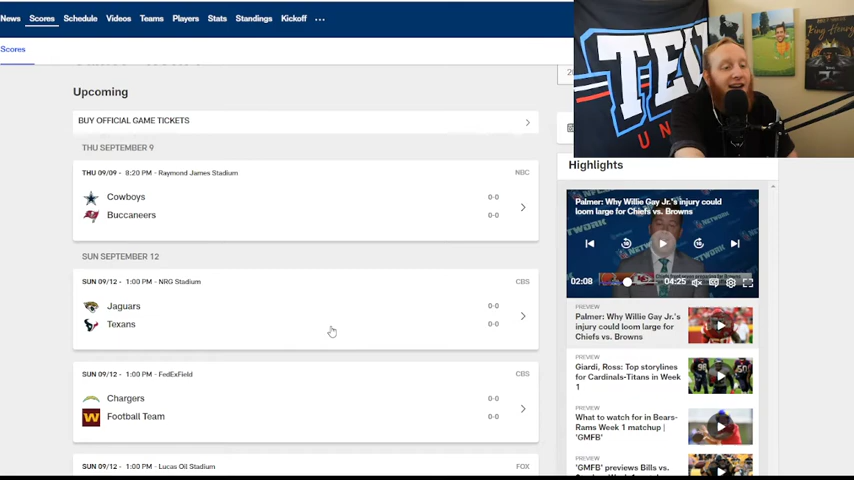 News Scores Schedule Videos Teams Players Stats Standings Kickoff ...
Scores
Upcoming
BUY OFFICIAL GAME TICKETS
THU SEPTEMBER 9
THU 09/09 - 8:20 PM - Raymond James Stadium NBC
Cowboys 0-0
Buccaneers 0-0
SUN SEPTEMBER 12
SUN 09/12 - 1:00 PM - NRG Stadium CBS
Jaguars 0-0
Texans 0-0
SUN 09/12 - 1:00 PM - FedExField CBS
Chargers 0-0
W Football Team 0-0
SUN 09/12 - 1:00 PM - Lucas Oil Stadium FOX
King Henry
Highlights
Palmer: Why Willie Gay Jr.'s injury could
loom large for Chiefs vs. Browns
NETWORK
02:08 04:25
PREVIEW
Palmer: Why Willie Gay Jr.'s
injury could loom large for
Chiefs vs. Browns
PREVIEW
Giardi, Ross: Top storylines
for Cardinals-Titans in Week
1
PREVIEW
What to watch for in Bears-
Rams Week 1 matchup |
'GMFB'
PREVIEW
'GMFB' previews Bills vs.